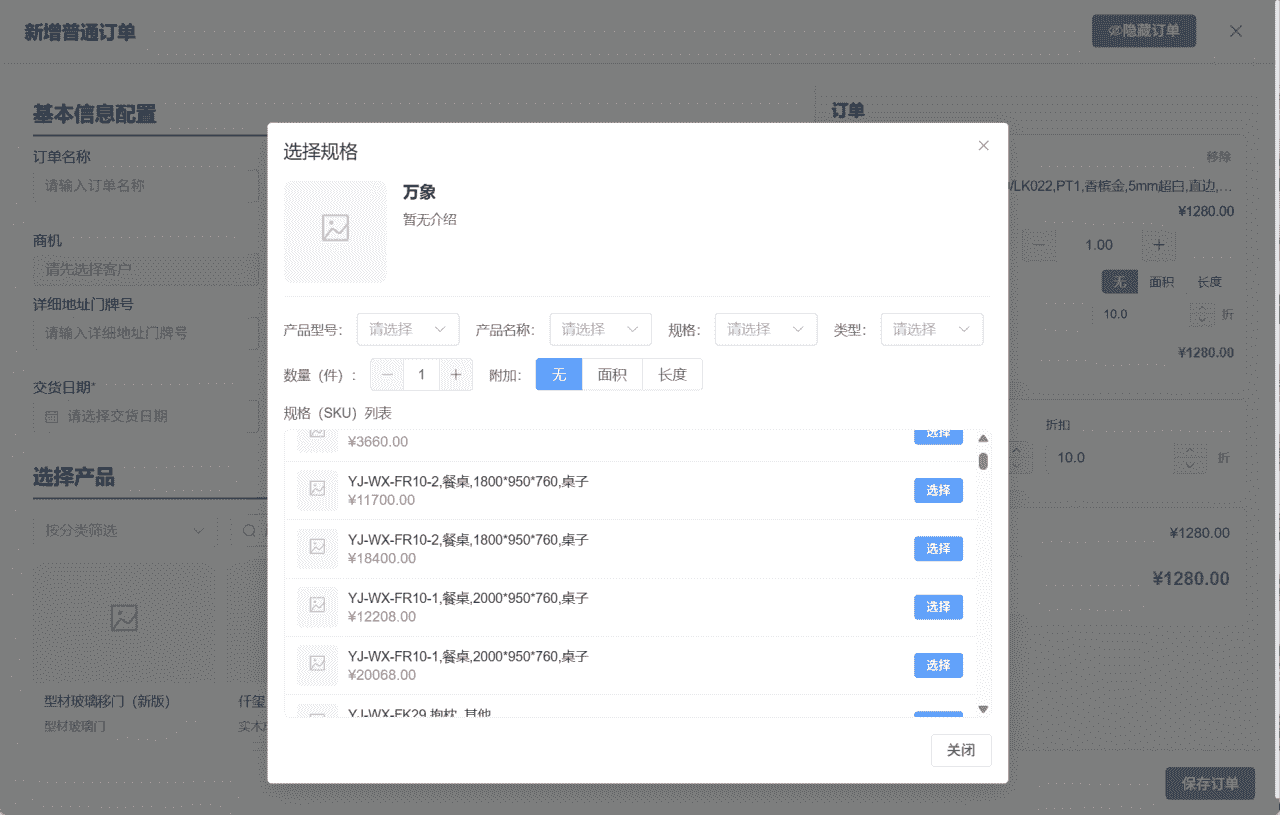 新增普通订单
隐藏订单
基本信息配置
订单名称
请输入订单名称
商机
请先选择客户
详细地址门牌号
请输入详细地址门牌号
交货日期*
请选择交货日期
选择产品
按分类筛选
型材玻璃移门（新版）
型材玻璃门
仟玺
选择规格
万象
暂无介绍
产品型号： 请选择 产品名称： 请选择 规格： 请选择 类型： 请选择
数量（件）： － 1 + 附加： 无 面积 长度
规格（SKU）列表
¥3660.00
选择
YJ-WX-FR10-2,餐桌,1800*950*760,桌子
¥11700.00
选择
YJ-WX-FR10-2,餐桌,1800*950*760,桌子
¥18400.00
选择
YJ-WX-FR10-1,餐桌,2000*950*760,桌子
¥12208.00
选择
YJ-WX-FR10-1,餐桌,2000*950*760,桌子
¥20068.00
选择
YJ-WX-FK29,抱枕,,其他
关闭
订单
移除
/LK022,PT1,香槟金,5mm超白,直边,...
¥1280.00
－ 1.00 +
无 面积 长度
10.0 折
¥1280.00
折扣
10.0 折
¥1280.00
¥1280.00
保存订单